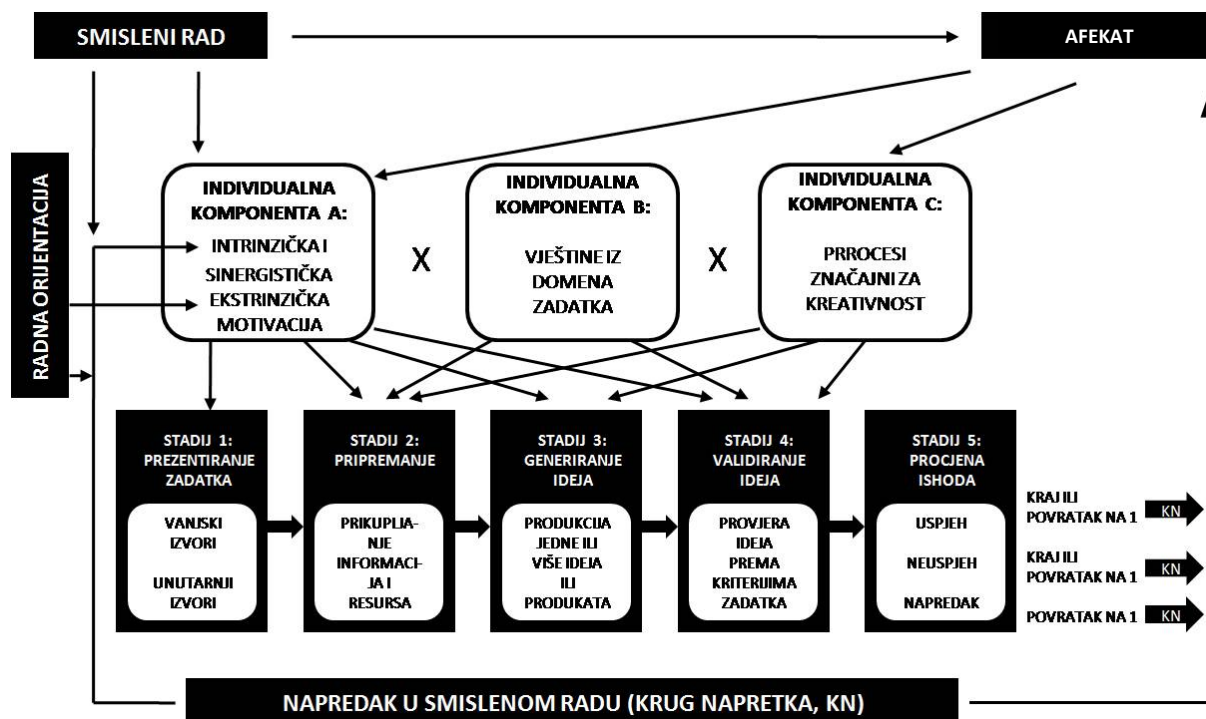 SMISLENI RAD
AFEKAT
RADNA ORIJENTACIJA
INDIVIDUALNA
KOMPONENTA A:
INTRINZIČKA I
SINERGISTIČKA
EKSTRINZIČKA
MOTIVACIJA
X
INDIVIDUALNA
KOMPONENTA B:
VJEŠTINE IZ
DOMENA
ZADATKA
X
INDIVIDUALNA
KOMPONENTA C:
PRROCESI
ZNAČAJNI ZA
KREATIVNOST
STADIJ 1:
PREZENTIRANJE
ZADATKA
VANJSKI
IZVORI
UNUTARNJI
IZVORI
STADIJ 2:
PRIPREMANJE
PRIKUPLJA-
NJE
INFORMACI-
JA I
RESURSA
STADIJ 3:
GENERIRANJE
IDEJA
PRODUKCIJA
JEDNE ILI
VIŠE IDEJA
ILI
PRODUKATA
STADIJ 4:
VALIDIRANJE
IDEJA
PROVJERA
IDEJA
PREMA
KRITERIJIMA
ZADATKA
STADIJ 5:
PROCJENA
ISHODA
USPJEH
NEUSPJEH
NAPREDAK
KRAJ ILI
POVRATAK NA 1
KN
KRAJ ILI
POVRATAK NA 1
KN
POVRATAK NA 1
KN
NAPREDAK U SMISLENOM RADU (KRUG NAPRETKA, KN)